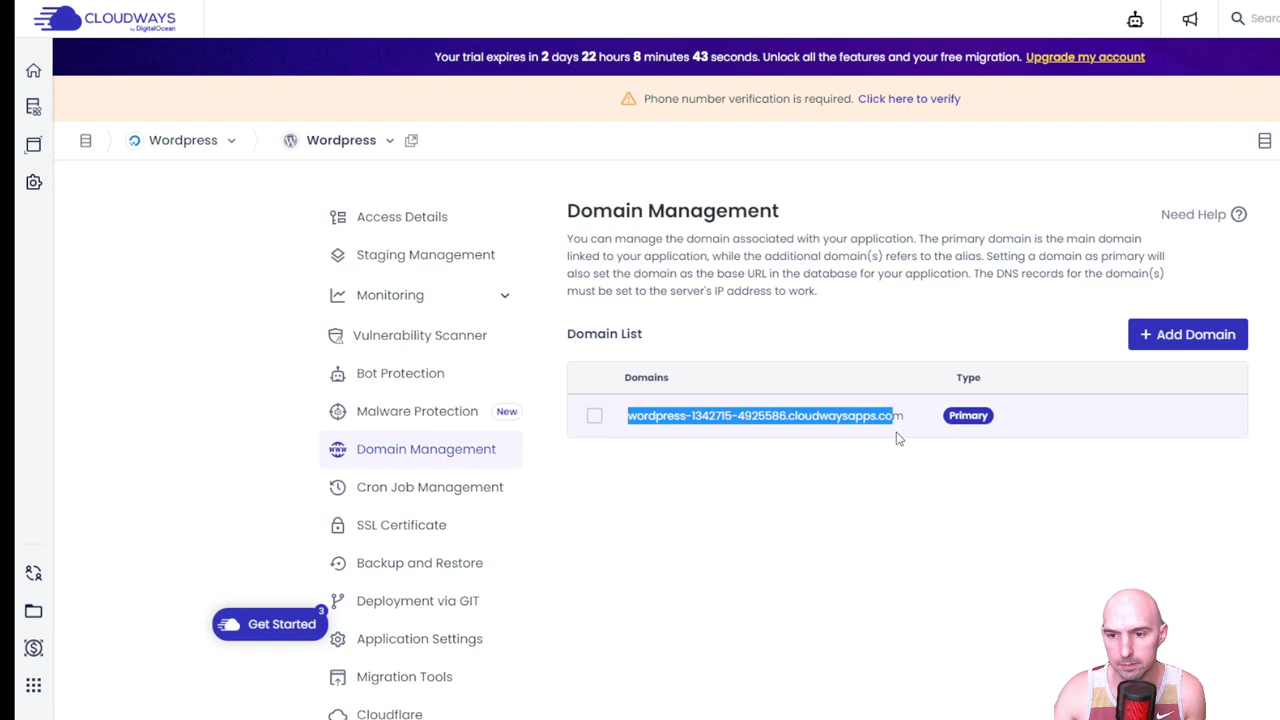 CLOUDWAYS
by DigitalOcean
Searc
Your trial expires in 2 days 22 hours 8 minutes 43 seconds. Unlock all the features and your free migration. Upgrade my account
Phone number verification is required. Click here to verify
Wordpress
Wordpress
Access Details
Staging Management
Monitoring
Vulnerability Scanner
Bot Protection
Malware Protection New
Domain Management
Cron Job Management
SSL Certificate
Backup and Restore
Deployment via GIT
Application Settings
Migration Tools
Cloudflare
Get Started
3
Domain Management
Need Help
You can manage the domain associated with your application. The primary domain is the main domain
linked to your application, while the additional domain(s) refers to the alias. Setting a domain as primary will
also set the domain as the base URL in the database for your application. The DNS records for the domain(s)
must be set to the server's IP address to work.
Domain List
+ Add Domain
Domains Type
wordpress-1342715-4925586.cloudwaysapps.com Primary